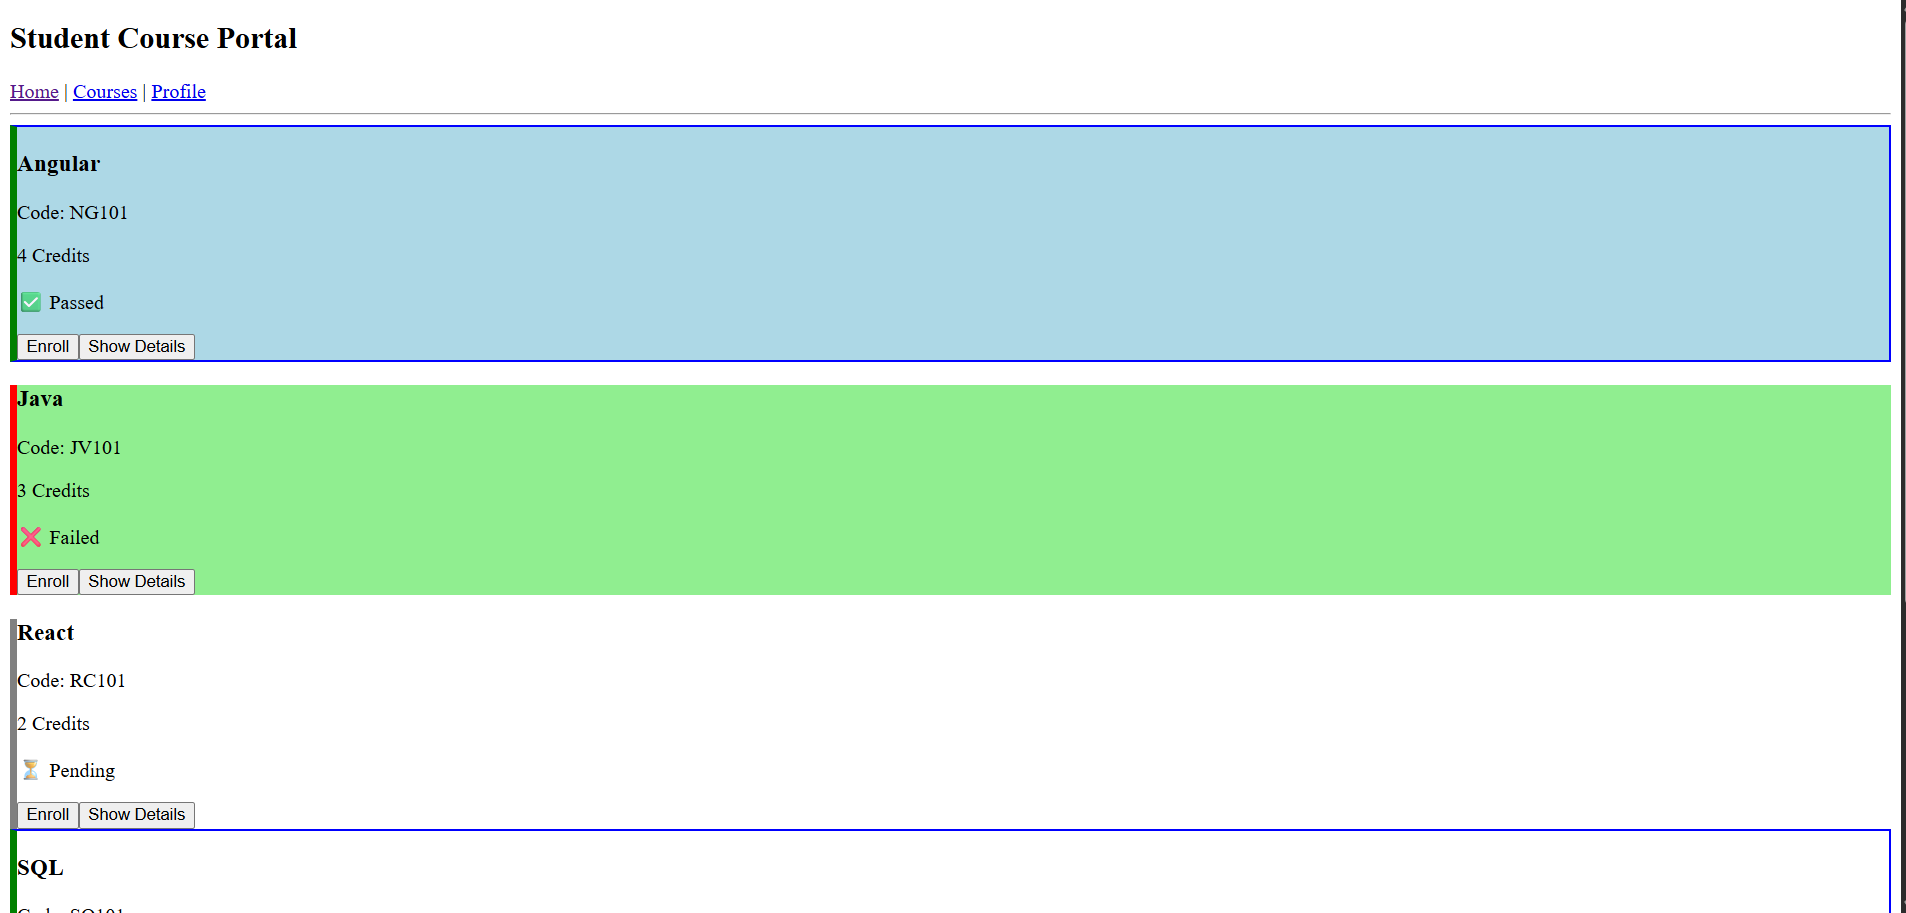 Student Course Portal
Home | Courses | Profile
Angular
Code: NG101
4 Credits
✅ Passed
Enroll Show Details
Java
Code: JV101
3 Credits
❌ Failed
Enroll Show Details
React
Code: RC101
2 Credits
⏳ Pending
Enroll Show Details
SQL